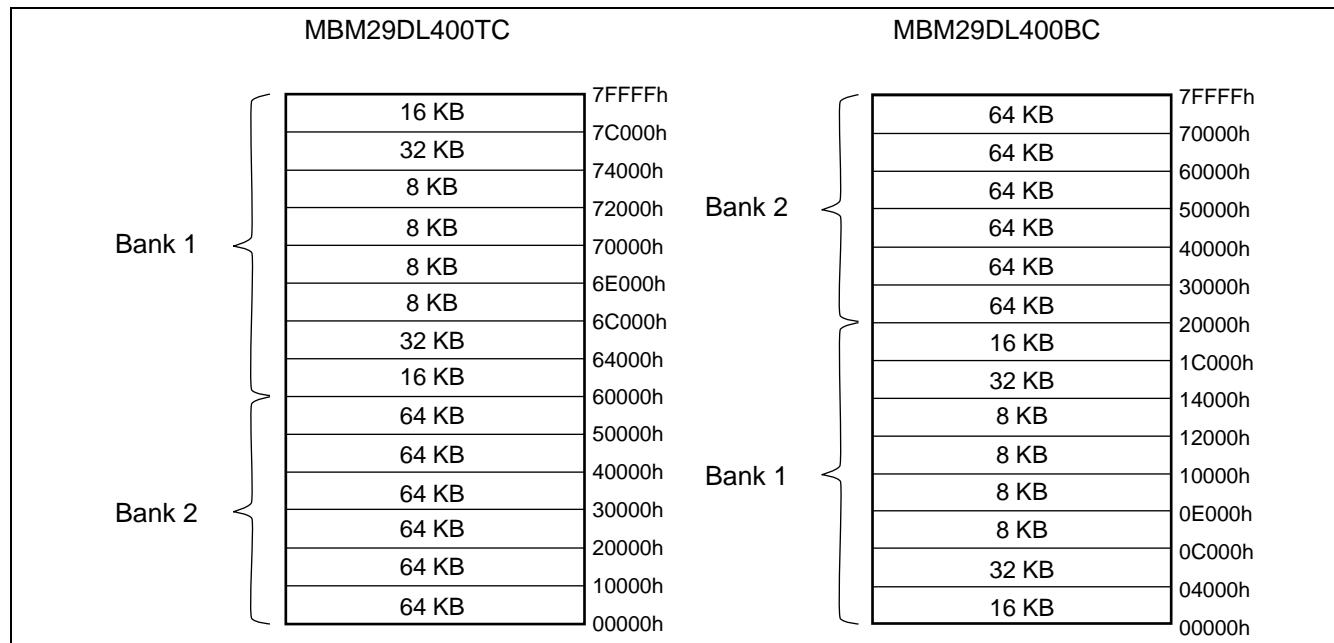 MBM29DL400TC
7FFFFh
16 KB
7C000h
32 KB
74000h
8 KB
72000h
8 KB
Bank 1
70000h
8 KB
6E000h
8 KB
6C000h
32 KB
64000h
16 KB
60000h
64 KB
50000h
64 KB
40000h
64 KB
Bank 2
30000h
64 KB
20000h
64 KB
10000h
64 KB
00000h
MBM29DL400BC
7FFFFh
64 KB
70000h
64 KB
60000h
64 KB
Bank 2
50000h
64 KB
40000h
64 KB
30000h
64 KB
20000h
16 KB
1C000h
32 KB
14000h
8 KB
12000h
8 KB
Bank 1
10000h
8 KB
0E000h
8 KB
0C000h
32 KB
04000h
16 KB
00000h